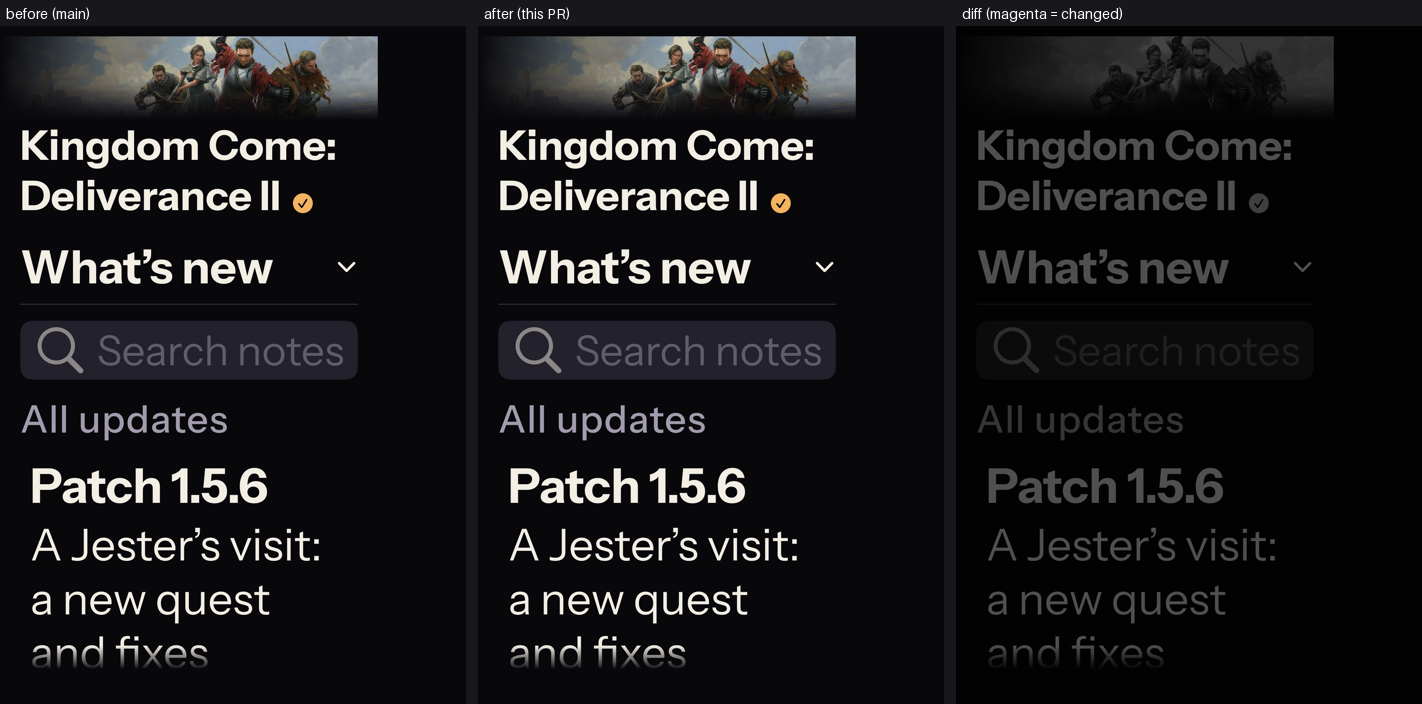 before (main)
Kingdom Come:
Deliverance II
What's new
Search notes
All updates
Patch 1.5.6
A Jester's visit:
a new quest
and fixes
after (this PR)
Kingdom Come:
Deliverance II
What's new
Search notes
All updates
Patch 1.5.6
A Jester's visit:
a new quest
and fixes
diff (magenta = changed)
Kingdom Come:
Deliverance II
What's new
Search notes
All updates
Patch 1.5.6
A Jester's visit:
a new quest
and fixes